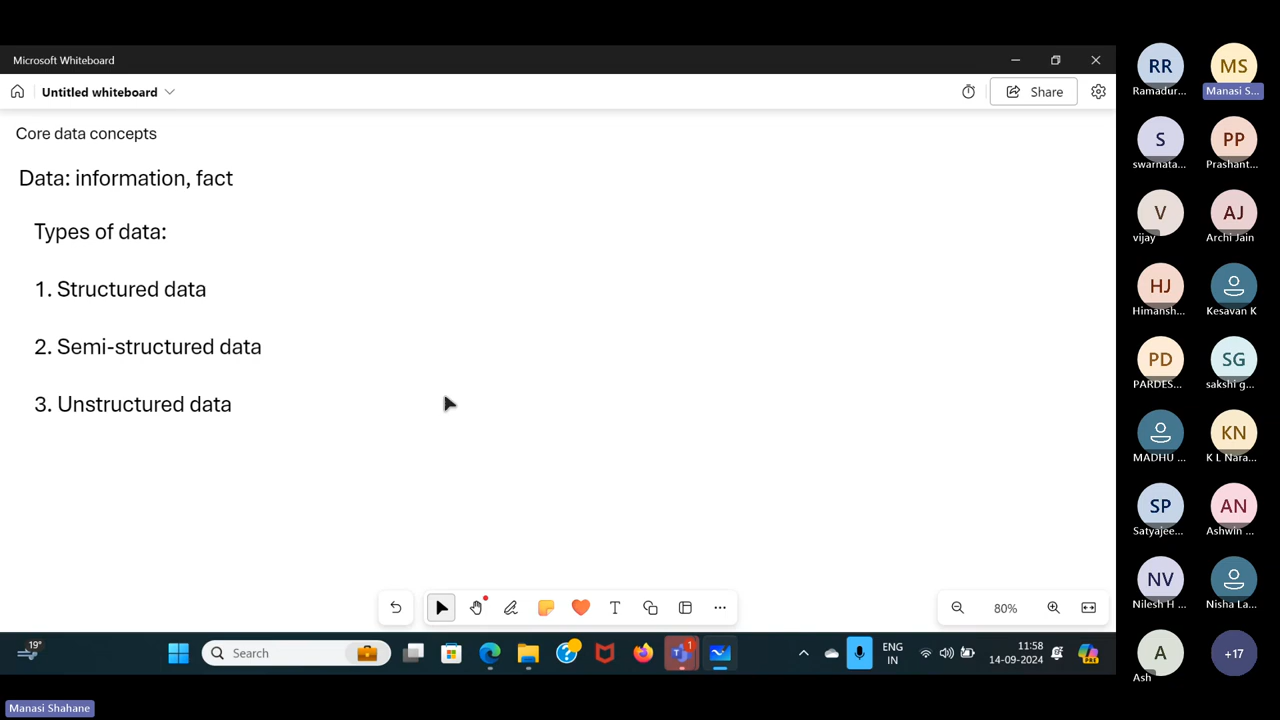 Microsoft Whiteboard
Untitled whiteboard
Share
Core data concepts
Data: information, fact
Types of data:
1. Structured data
2. Semi-structured data
3. Unstructured data
80%
19°
Search
1
ENG
IN
11:58
14-09-2024
PRE
RR
Ramadur...
MS
Manasi S...
S
swarnata...
PP
Prashant...
V
vijay
AJ
Archi Jain
HJ
Himansh...
Kesavan K
PD
PARDES...
SG
sakshi g...
MADHU ...
KN
K L Nara...
SP
Satyajee...
AN
Ashwin ...
NV
Nilesh H ...
Nisha La...
A
Ash
+17
Manasi Shahane